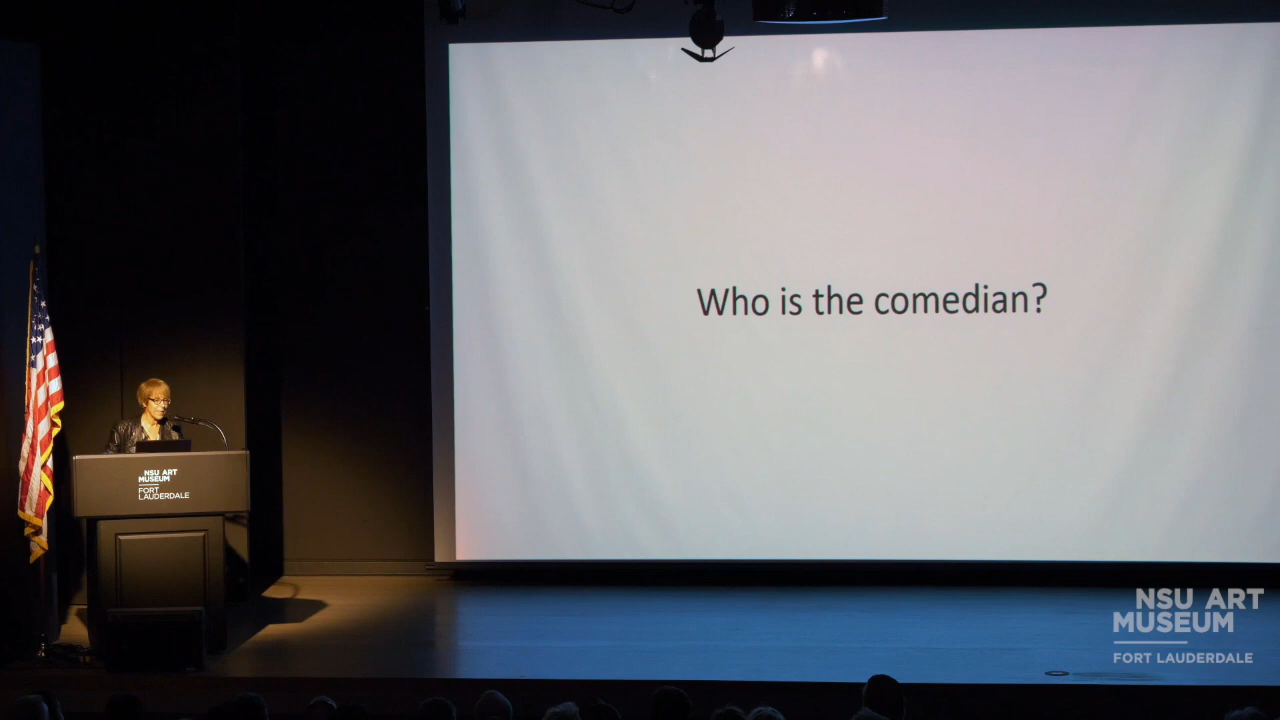 Who is the comedian?
NSU ART
MUSEUM
FORT
LAUDERDALE
NSU ART
MUSEUM
FORT LAUDERDALE